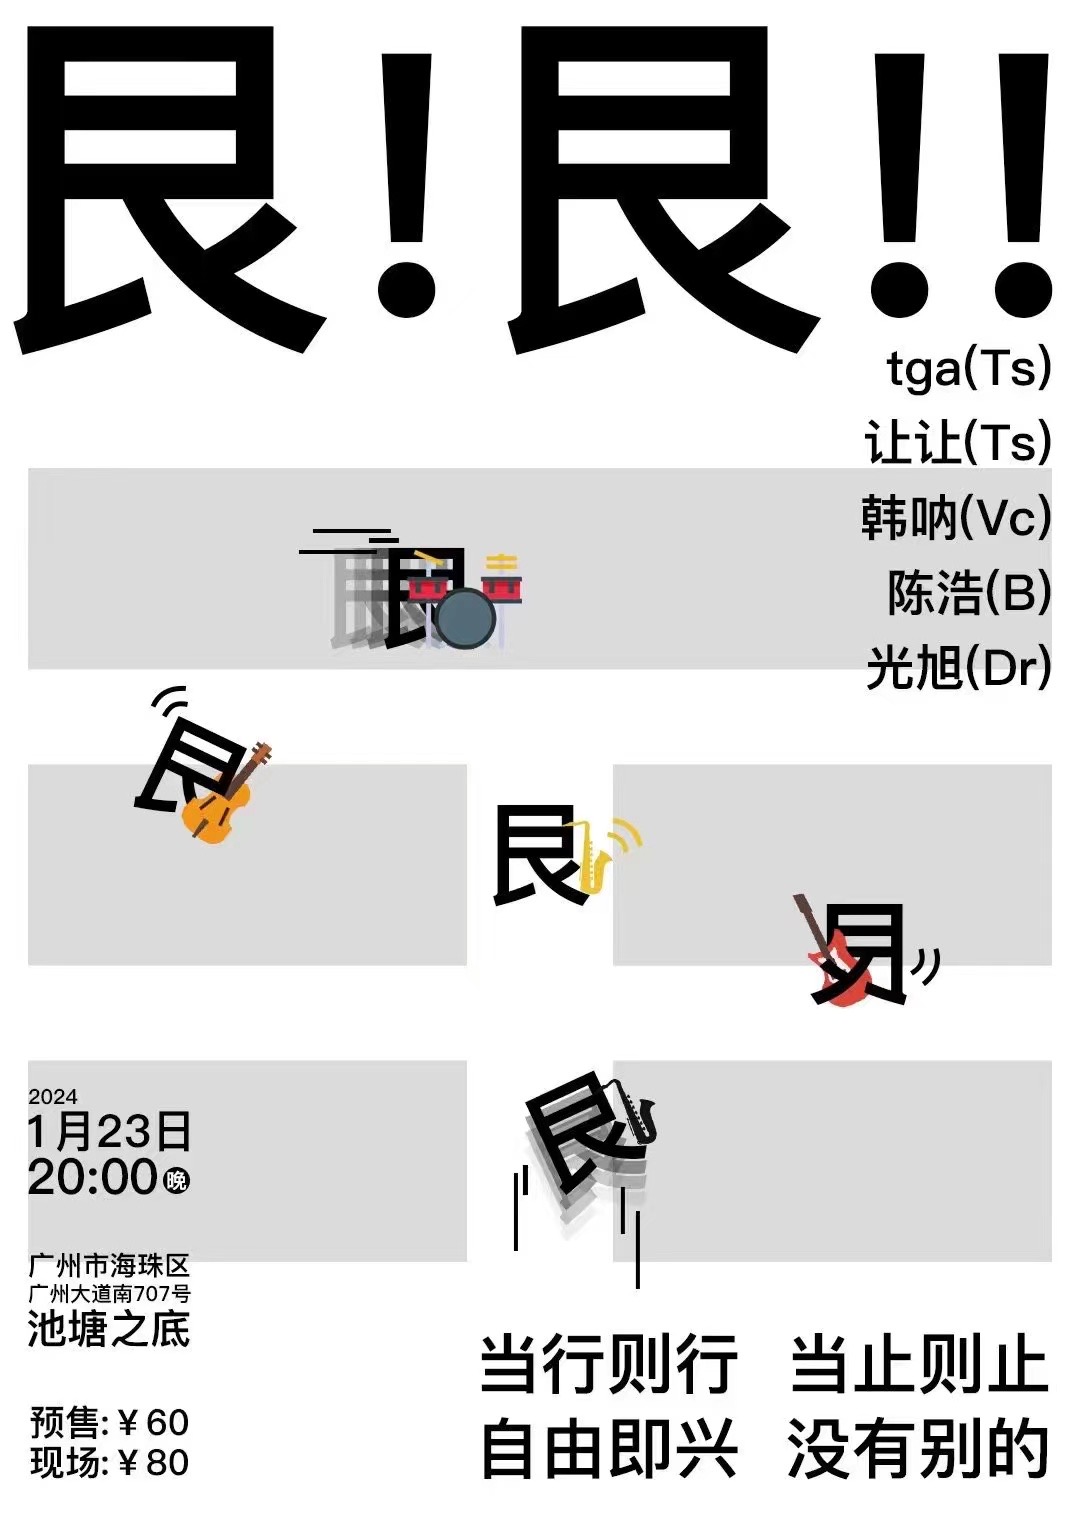 艮!艮!!
tga(Ts)
让让(Ts)
韩呐(Vc)
陈浩(B)
光旭(Dr)
艮
艮
艮
艮
艮
2024
1月23日
20:00晚
广州市海珠区
广州大道南707号
池塘之底
预售:¥60
现场:¥80
当行则行 当止则止
自由即兴 没有别的